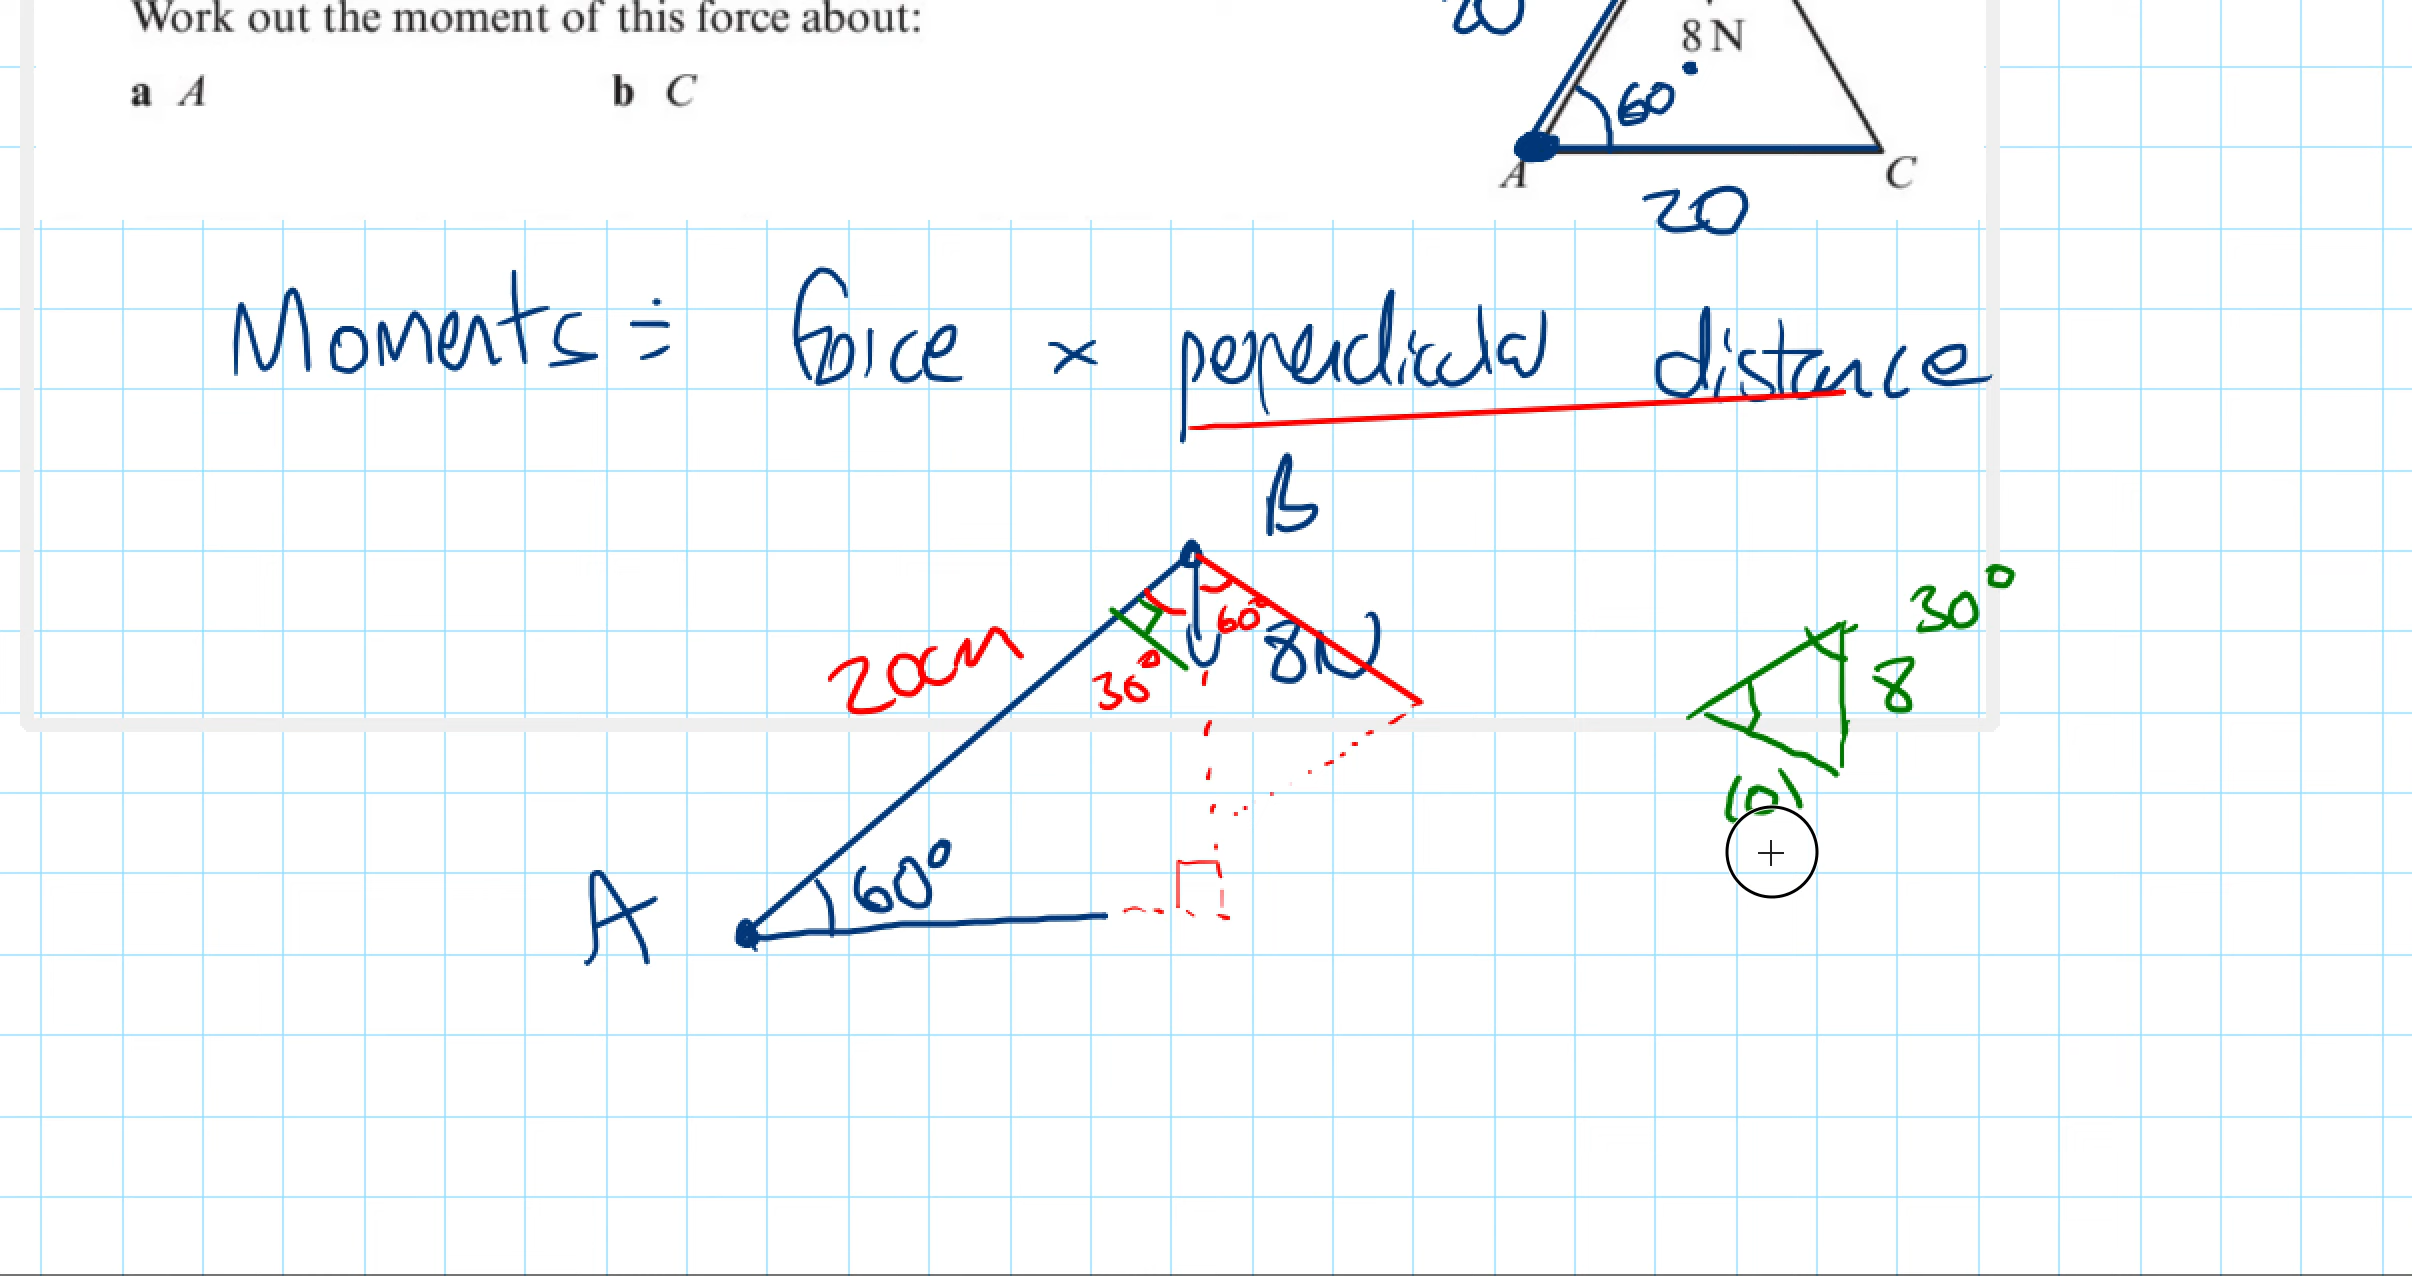 Work out the moment of this force about:
a A b C
20
8 N
60°
A C
20
Moments = force × perpendicular distance
B
20cm
30°
60°
8N
30°
8
(o)
A
60°